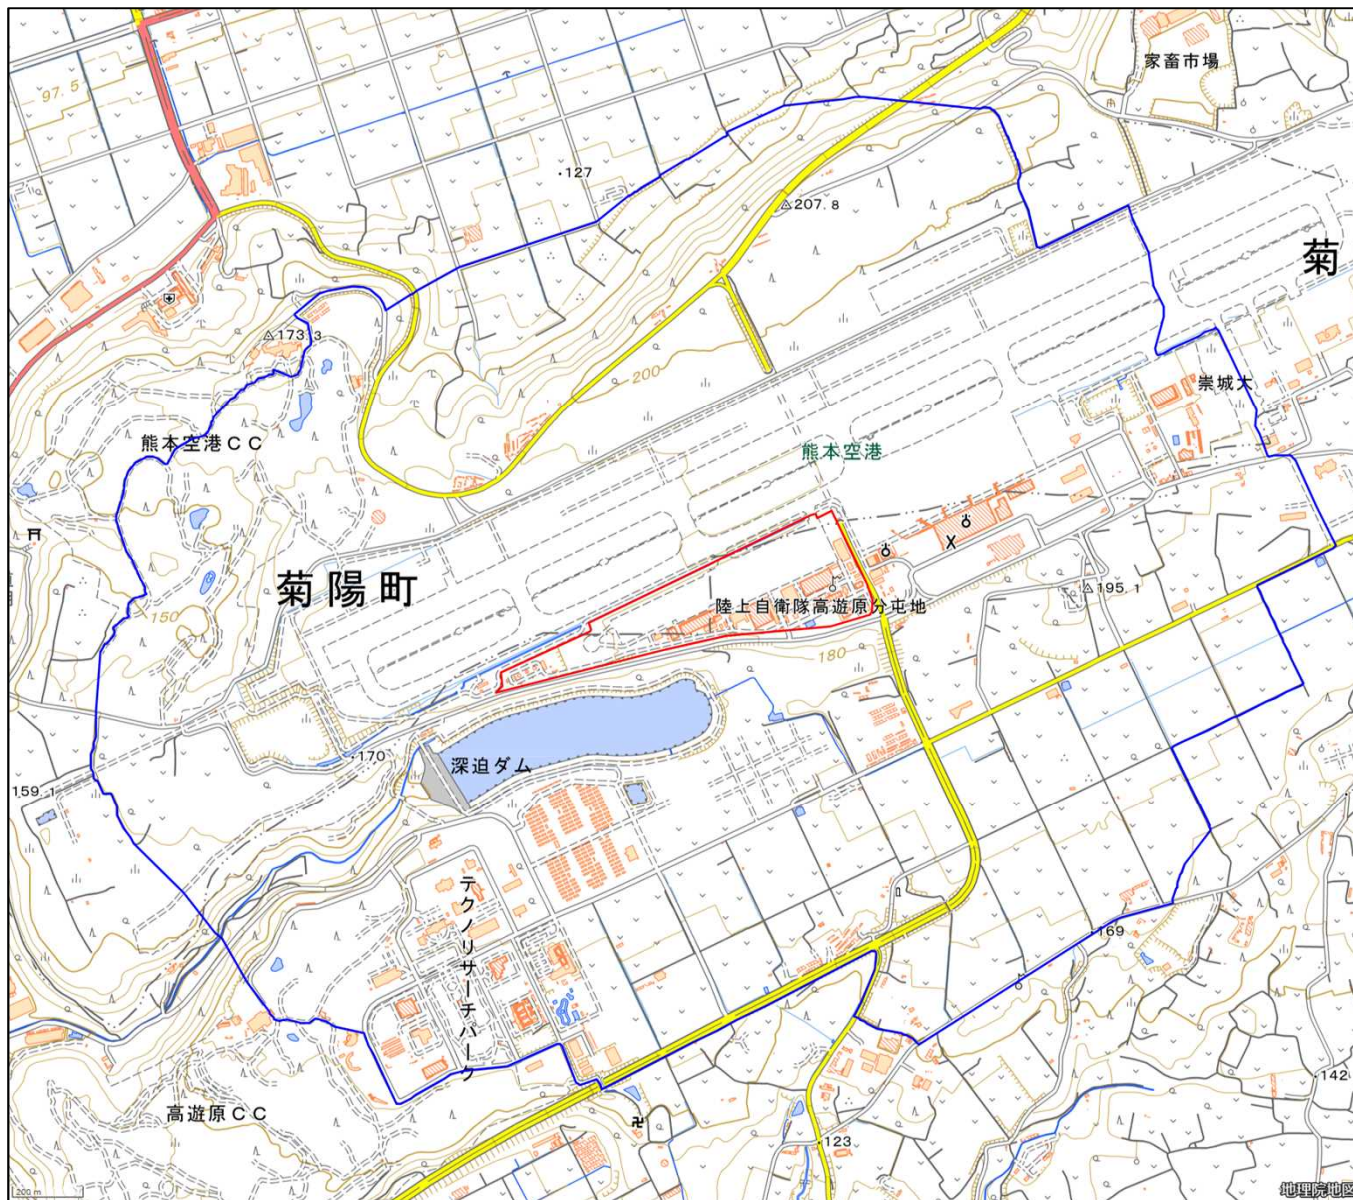 家畜市場
97.5
127
207.8
菊
173.3
200
崇城大
熊本空港CC
熊本空港
菊陽町
195.1
陸上自衛隊高遊原分屯地
150
180
170
深迫ダム
159.1
テクノリサーチパーク
169
142
高遊原CC
123
200 m
地理院地図